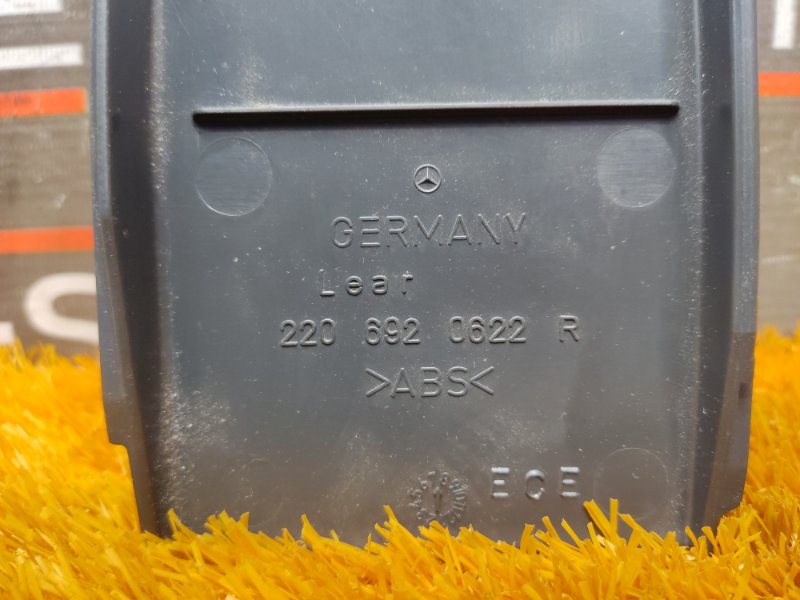 GERMANY
Lear
220 692 0622 R
>ABS<
ECE